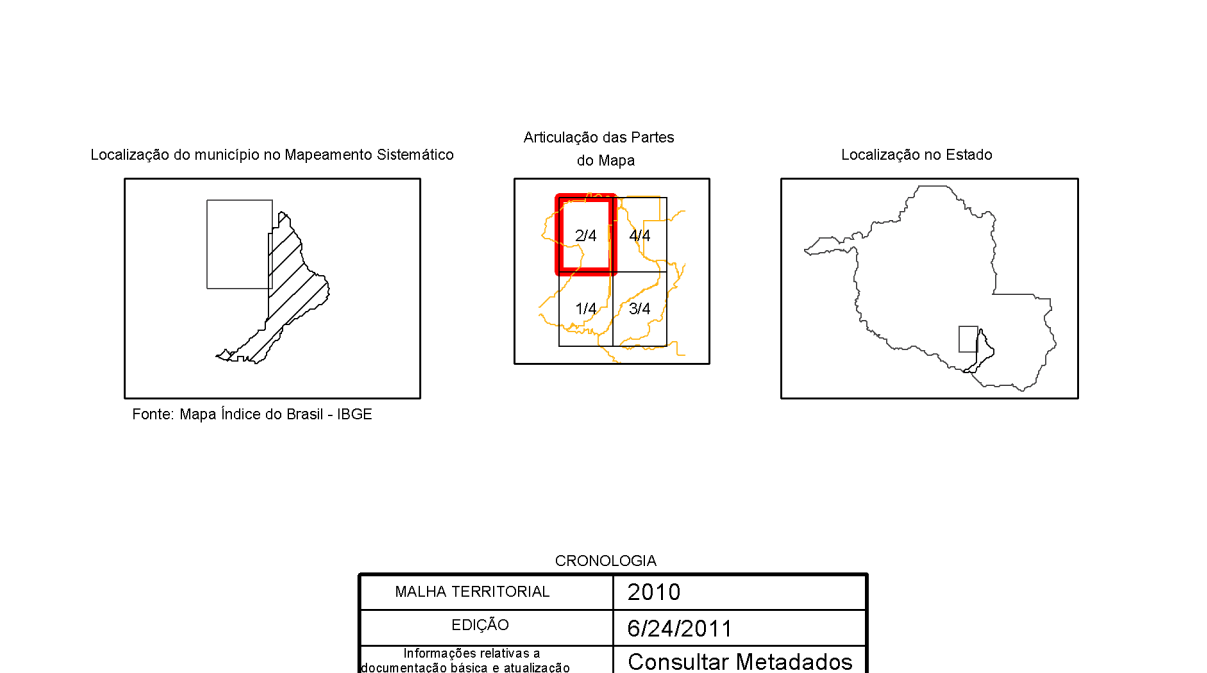 Articulação das Partes
do Mapa
Localização do município no Mapeamento Sistemático
Localização no Estado
2/4
4/4
1/4
3/4
Fonte: Mapa Índice do Brasil - IBGE
CRONOLOGIA
MALHA TERRITORIAL
2010
EDIÇÃO
6/24/2011
Informações relativas a
documentação básica e atualização
Consultar Metadados